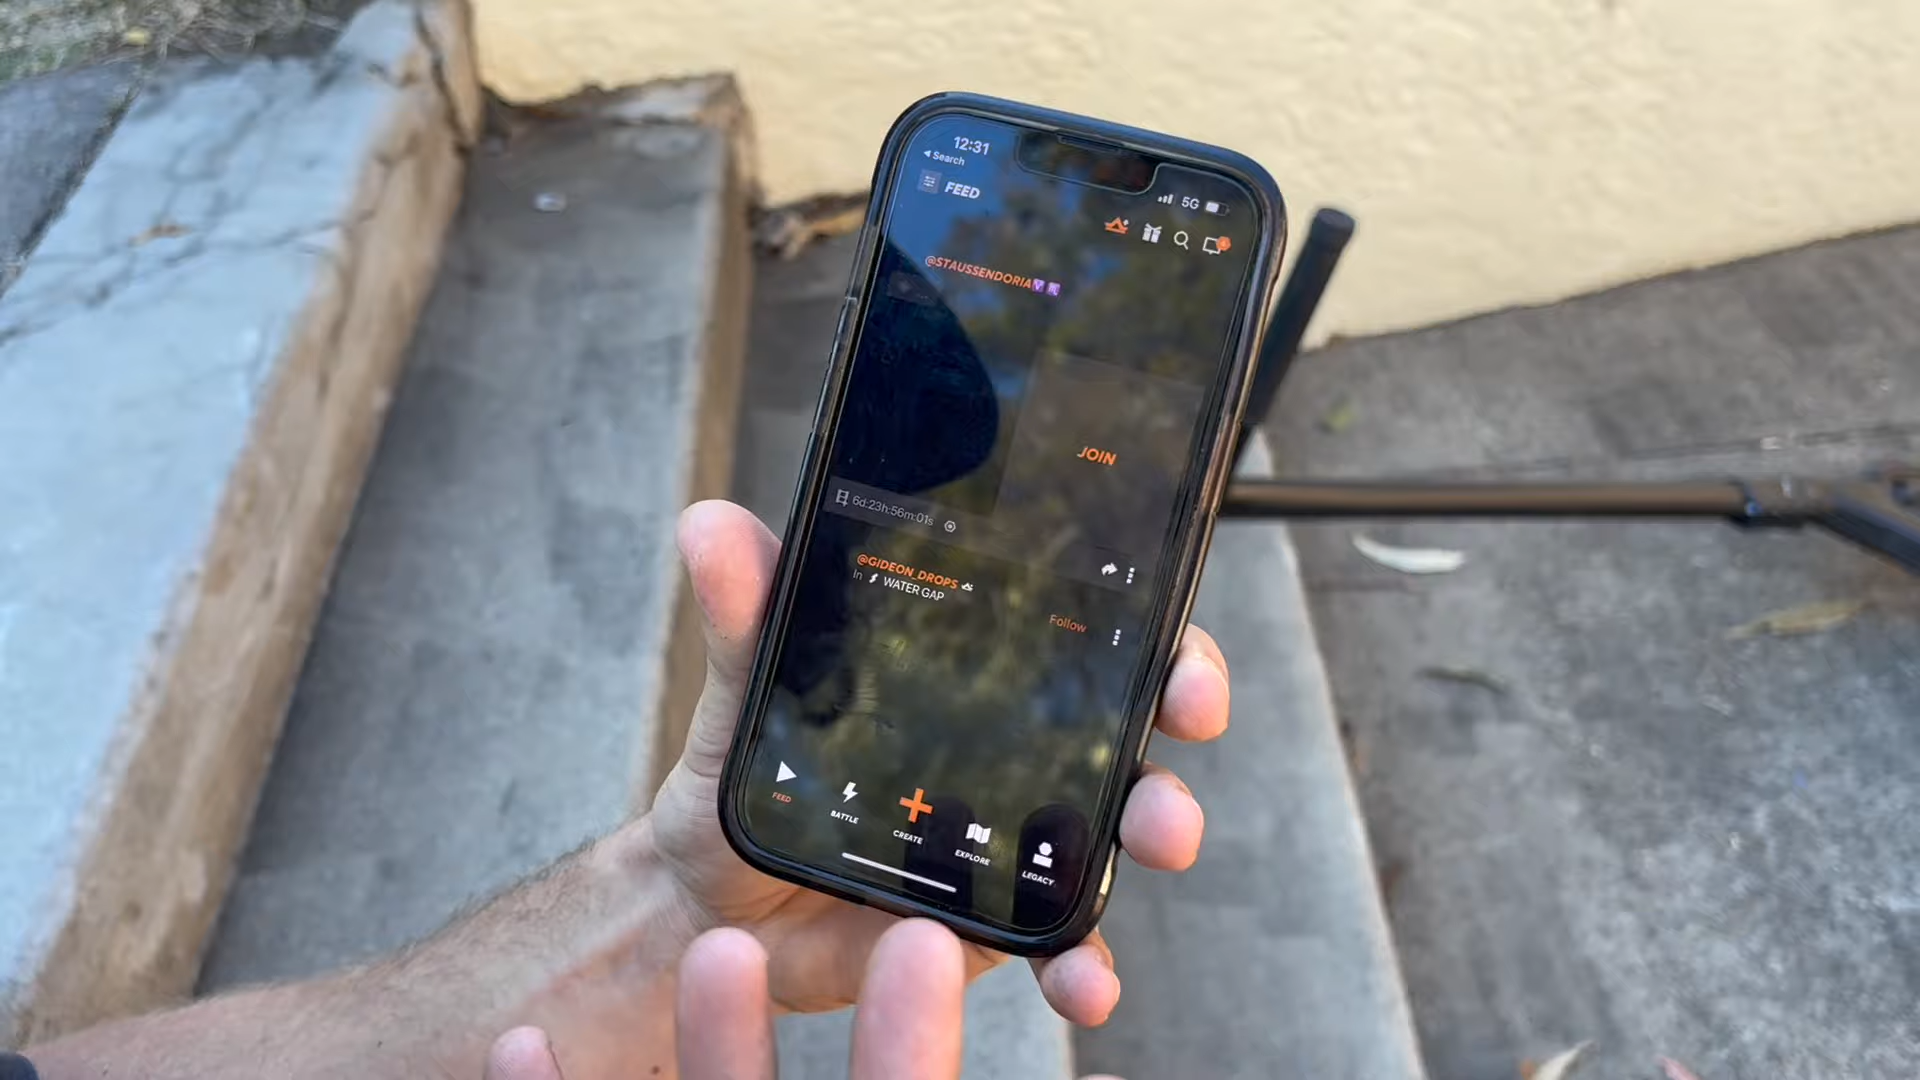 12:31
◀ Search
5G
FEED
@STAUSSENDORIA
JOIN
6d:23h:56m:01s
@GIDEON_DROPS
In ⚡ WATER GAP
Follow
FEED
BATTLE
CREATE
EXPLORE
LEGACY